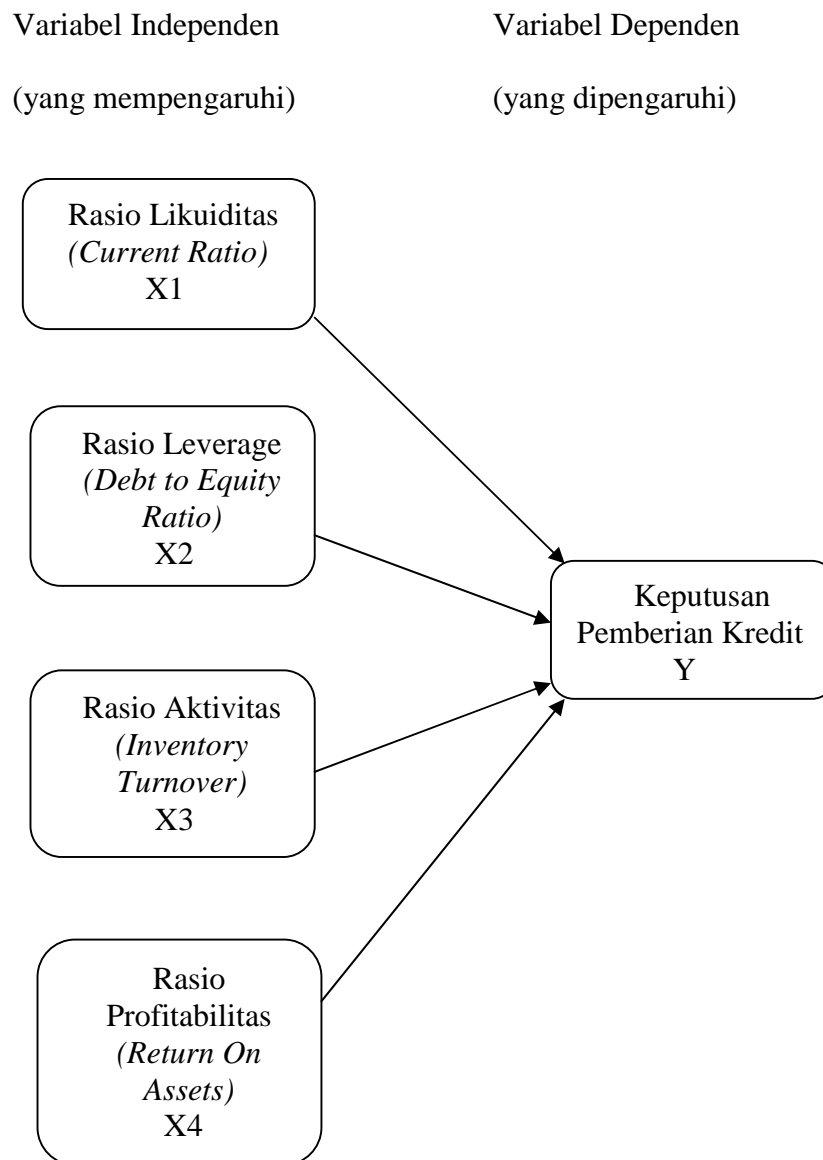 Variabel Independen
(yang mempengaruhi)
Variabel Dependen
(yang dipengaruhi)
Rasio Likuiditas
(Current Ratio)
X1
Rasio Leverage
(Debt to Equity
Ratio)
X2
Rasio Aktivitas
(Inventory
Turnover)
X3
Rasio
Profitabilitas
(Return On
Assets)
X4
Keputusan
Pemberian Kredit
Y